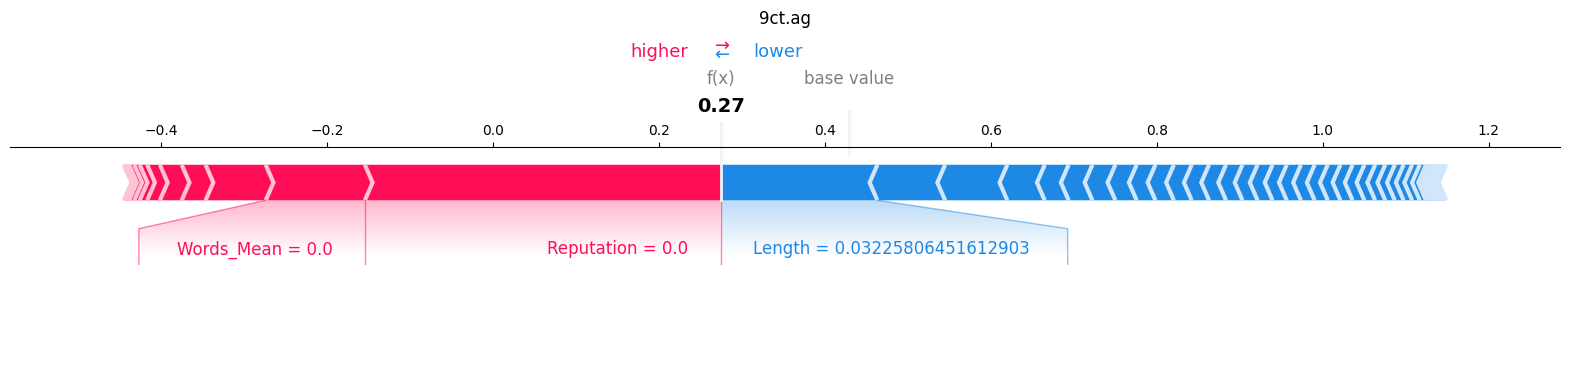 9ct.ag
higher → ← lower
f(x) base value
0.27
−0.4 −0.2 0.0 0.2 0.4 0.6 0.8 1.0 1.2
Words_Mean = 0.0 Reputation = 0.0 Length = 0.03225806451612903